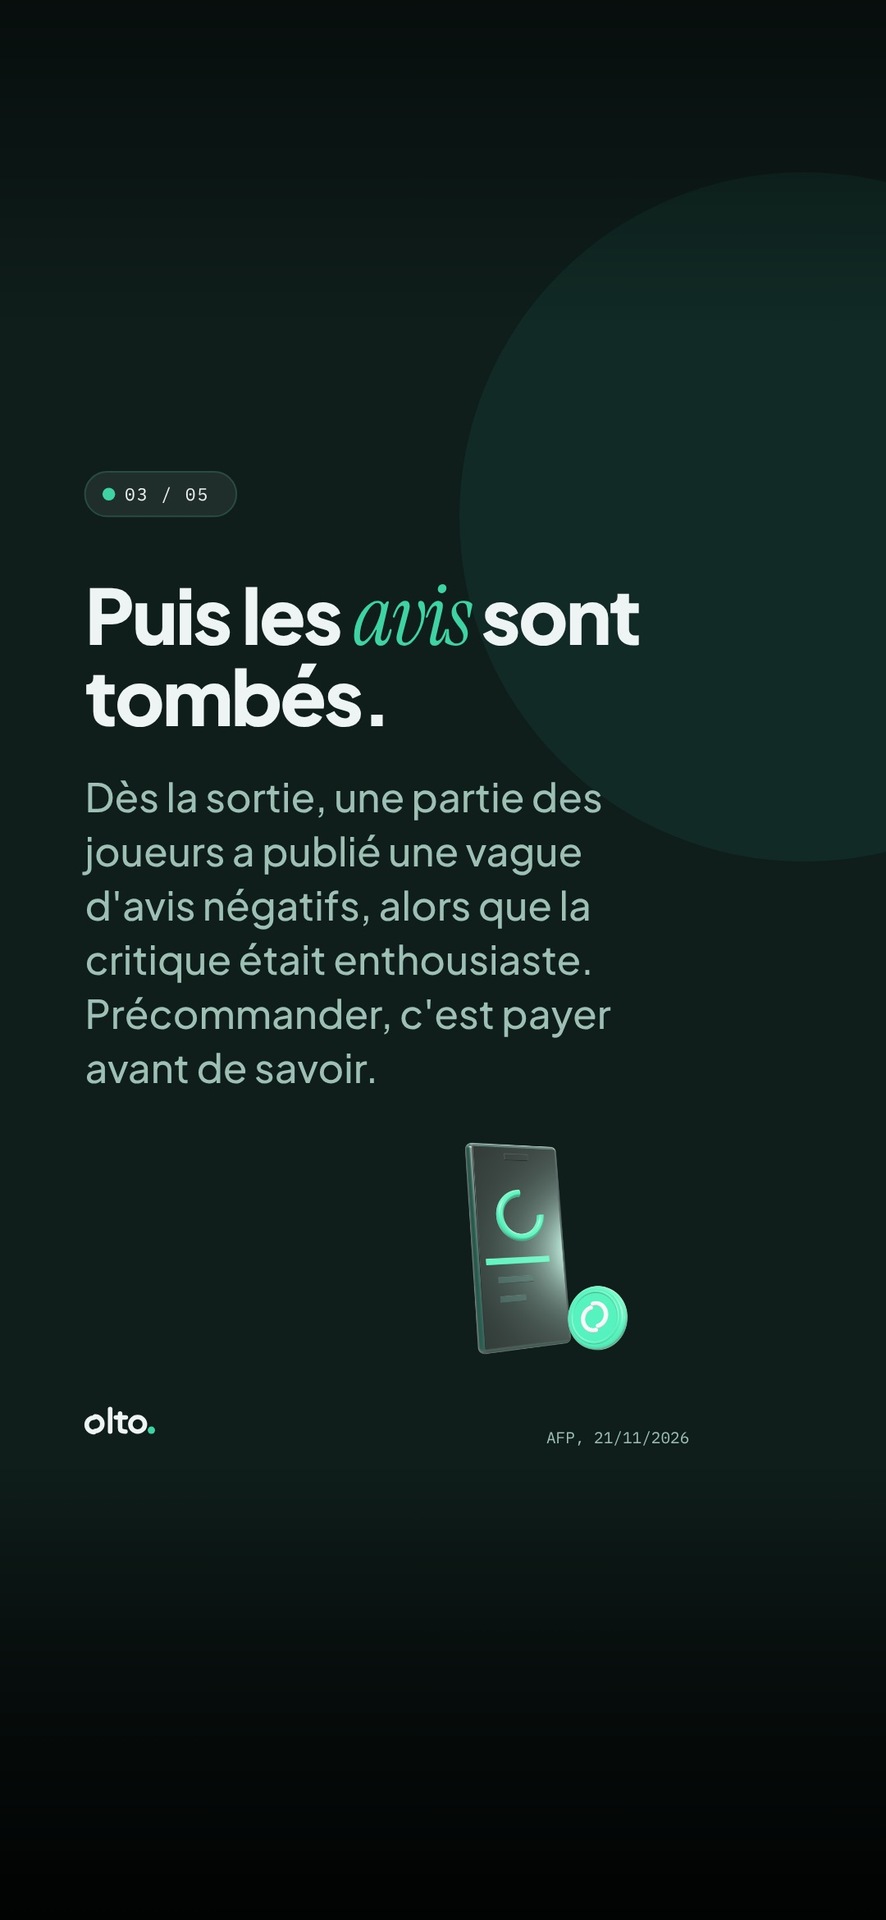 03 / 05
Puis les avis sont
tombés.
Dès la sortie, une partie des
joueurs a publié une vague
d'avis négatifs, alors que la
critique était enthousiaste.
Précommander, c'est payer
avant de savoir.
olto.
AFP, 21/11/2026